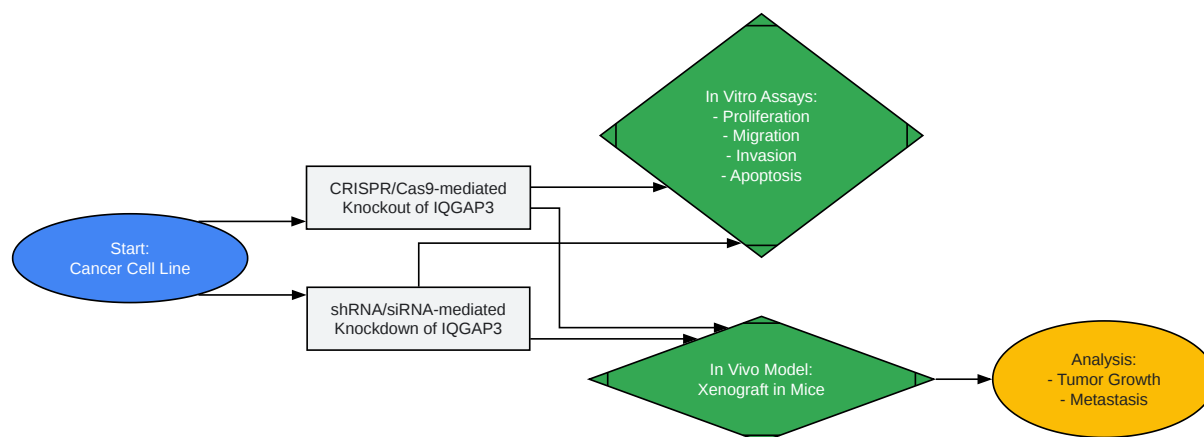 Start:
Cancer Cell Line
CRISPR/Cas9-mediated
Knockout of IQGAP3
shRNA/siRNA-mediated
Knockdown of IQGAP3
In Vitro Assays:
- Proliferation
- Migration
- Invasion
- Apoptosis
In Vivo Model:
Xenograft in Mice
Analysis:
- Tumor Growth
- Metastasis